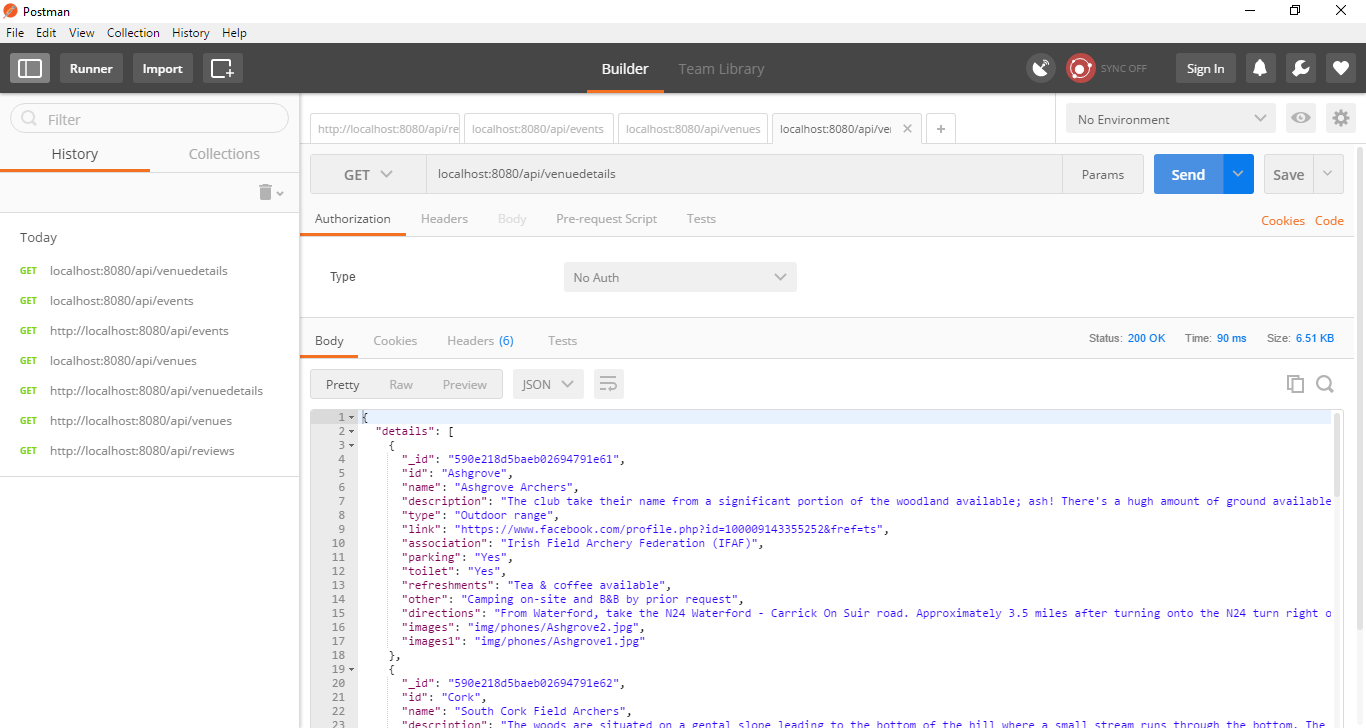 Postman
File Edit View Collection History Help
Runner Import Builder Team Library SYNC OFF Sign In
Filter
History Collections
Today
GET localhost:8080/api/venuedetails
GET localhost:8080/api/events
GET http://localhost:8080/api/events
GET localhost:8080/api/venues
GET http://localhost:8080/api/venuedetails
GET http://localhost:8080/api/venues
GET http://localhost:8080/api/reviews
http://localhost:8080/api/re localhost:8080/api/events localhost:8080/api/venues localhost:8080/api/ve No Environment
GET localhost:8080/api/venuedetails Params Send Save
Authorization Headers Body Pre-request Script Tests Cookies Code
Type No Auth
Body Cookies Headers (6) Tests Status: 200 OK Time: 90 ms Size: 6.51 KB
Pretty Raw Preview JSON
1 {
2 "details": [
3 {
4 "_id": "590e218d5baeb02694791e61",
5 "id": "Ashgrove",
6 "name": "Ashgrove Archers",
7 "description": "The club take their name from a significant portion of the woodland available; ash! There's a hugh amount of ground available
8 "type": "Outdoor range",
9 "link": "https://www.facebook.com/profile.php?id=100009143355252&fref=ts",
10 "association": "Irish Field Archery Federation (IFAF)",
11 "parking": "Yes",
12 "toilet": "Yes",
13 "refreshments": "Tea & coffee available",
14 "other": "Camping on-site and B&B by prior request",
15 "directions": "From Waterford, take the N24 Waterford - Carrick On Suir road. Approximately 3.5 miles after turning onto the N24 turn right o
16 "images": "img/phones/Ashgrove2.jpg",
17 "images1": "img/phones/Ashgrove1.jpg"
18 },
19 {
20 "_id": "590e218d5baeb02694791e62",
21 "id": "Cork",
22 "name": "South Cork Field Archers",
23 "description": "The woods are situated on a gental slope leading to the bottom of the hill where a small stream runs through the bottom. The